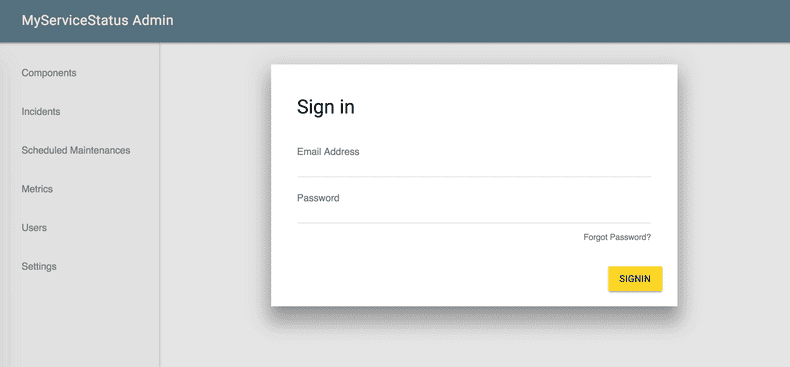 MyServiceStatus Admin
Components
Incidents
Scheduled Maintenances
Metrics
Users
Settings
Sign in
Email Address
Password
Forgot Password?
SIGNIN